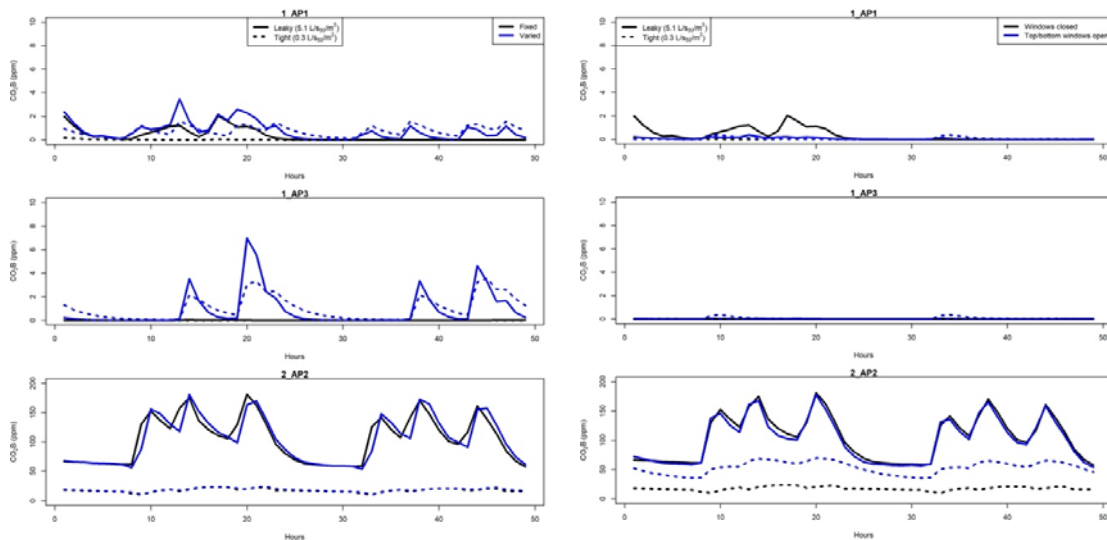 1_AP1
Leaky (5.1 L/s50/m2)
Tight (0.3 L/s50/m2)
Fixed
Varied
CO2B (ppm)
0 2 4 6 8 10
0 10 20 30 40 50
Hours
1_AP3
CO2B (ppm)
0 2 4 6 8 10
0 10 20 30 40 50
Hours
2_AP2
CO2B (ppm)
0 50 100 150 200
0 10 20 30 40 50
Hours
1_AP1
Leaky (5.1 L/s50/m2)
Tight (0.3 L/s50/m2)
Windows closed
Top/bottom windows open
CO2B (ppm)
0 2 4 6 8 10
0 10 20 30 40 50
Hours
1_AP3
CO2B (ppm)
0 2 4 6 8 10
0 10 20 30 40 50
Hours
2_AP2
CO2B (ppm)
0 50 100 150 200
0 10 20 30 40 50
Hours